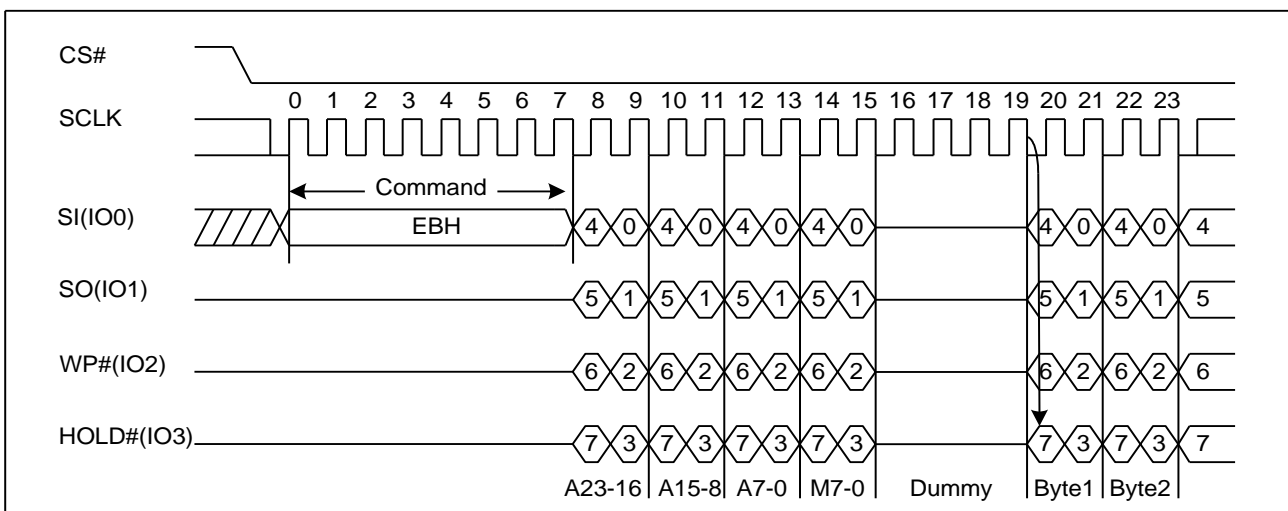 CS#
0 1 2 3 4 5 6 7 8 9 10 11 12 13 14 15 16 17 18 19 20 21 22 23
SCLK
Command
SI(IO0)
EBH
4 0 4 0 4 0 4 0 4 0 4 0 4
SO(IO1)
5 1 5 1 5 1 5 1 5 1 5 1 5
WP#(IO2)
6 2 6 2 6 2 6 2 6 2 6 2 6
HOLD#(IO3)
7 3 7 3 7 3 7 3 7 3 7 3 7
A23-16 A15-8 A7-0 M7-0 Dummy Byte1 Byte2